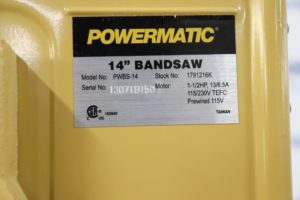 POWERMATIC®
14" BANDSAW
Model No: PWBS-14 Stock No: 1791216K
Serial No: Motor: 1-1/2HP, 13/6.5A
115/230V TEFC
Prewired 115V
C US
TAIWAN